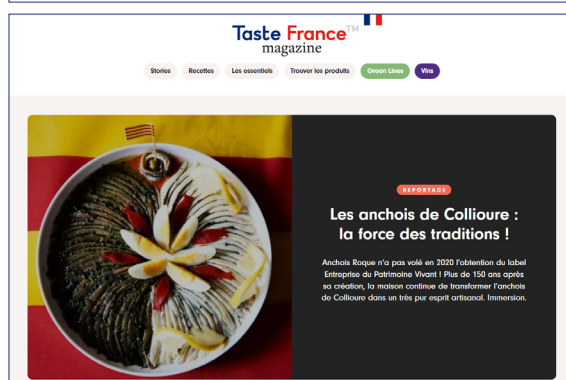 Taste France™
magazine
Stories Recettes Les essentiels Trouver les produits Green Lines Vins
REPORTAGE
Les anchois de Collioure :
la force des traditions !
Anchois Roque n'a pas volé en 2020 l'obtention du label
Entreprise du Patrimoine Vivant ! Plus de 150 ans après
sa création, la maison continue de transformer l'anchois
de Collioure dans un très pur esprit artisanal. Immersion.